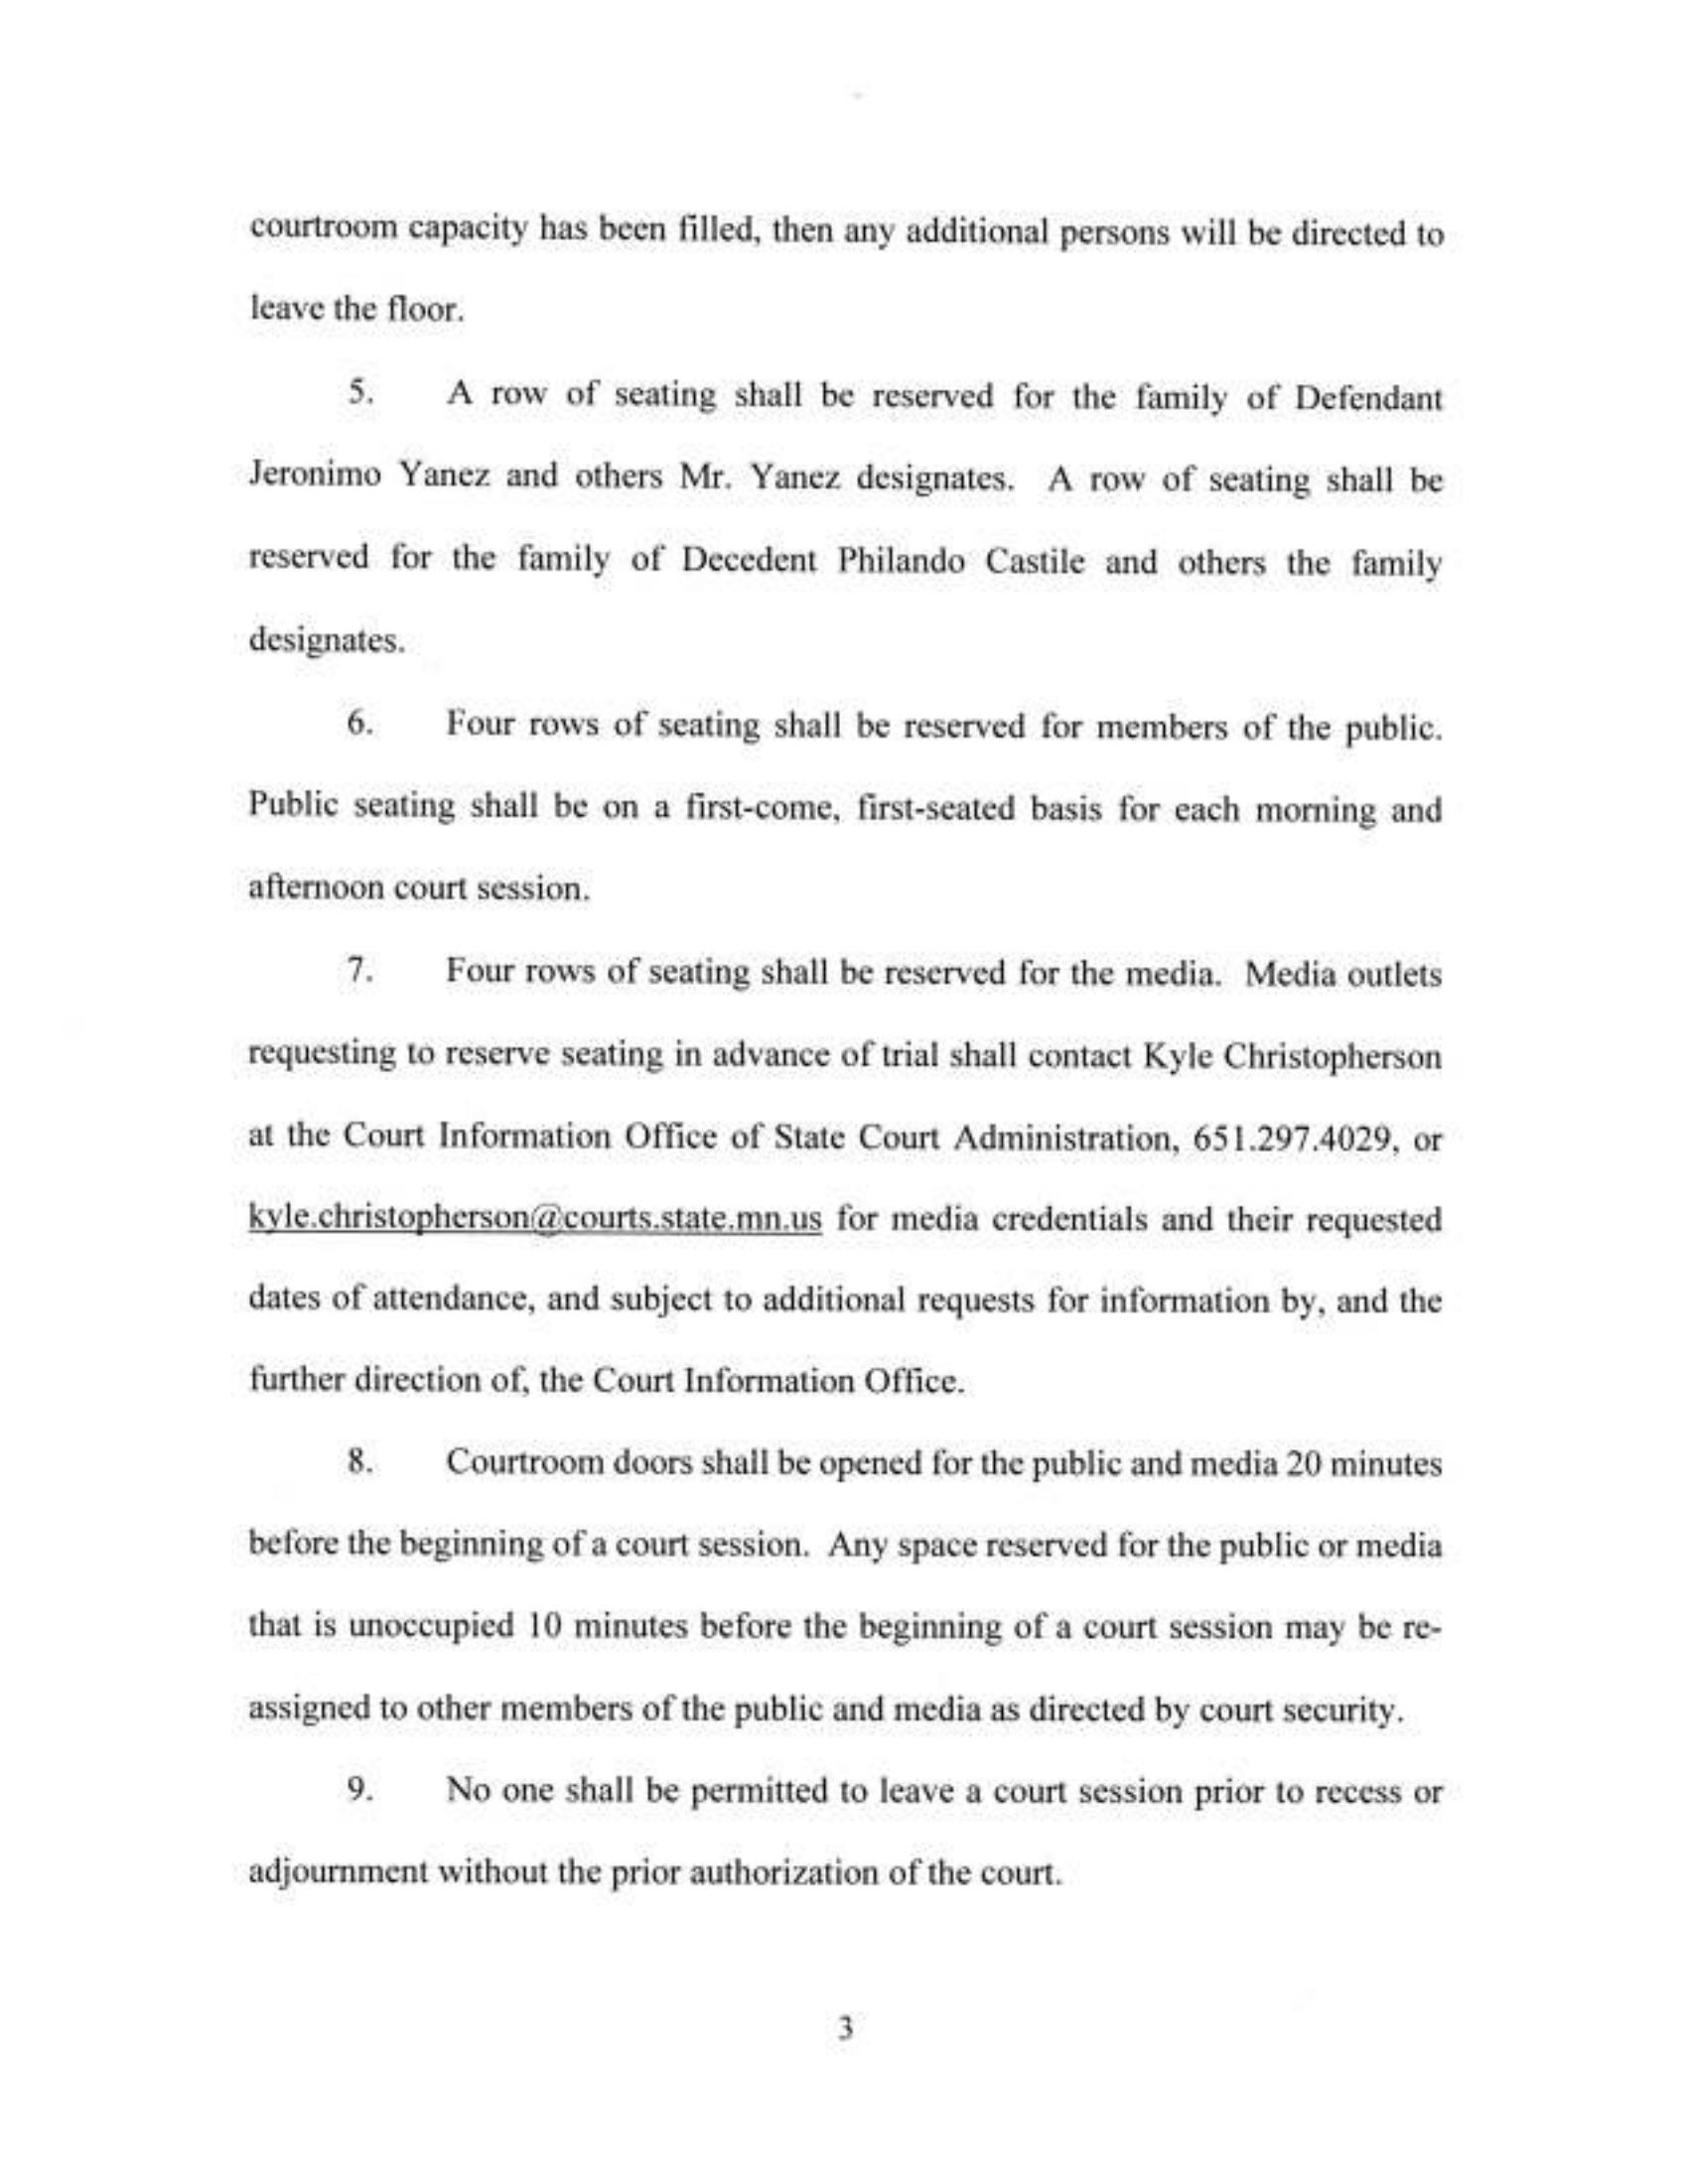 courtroom capacity has been filled, then any additional persons will be directed to
leave the floor.
5. A row of seating shall be reserved for the family of Defendant
Jeronimo Yanez and others Mr. Yanez designates. A row of seating shall be
reserved for the family of Decedent Philando Castile and others the family
designates.
6. Four rows of seating shall be reserved for members of the public.
Public seating shall be on a first-come, first-seated basis for each morning and
afternoon court session.
7. Four rows of seating shall be reserved for the media. Media outlets
requesting to reserve seating in advance of trial shall contact Kyle Christopherson
at the Court Information Office of State Court Administration, 651.297.4029, or
kyle.christopherson@courts.state.mn.us for media credentials and their requested
dates of attendance, and subject to additional requests for information by, and the
further direction of, the Court Information Office.
8. Courtroom doors shall be opened for the public and media 20 minutes
before the beginning of a court session. Any space reserved for the public or media
that is unoccupied 10 minutes before the beginning of a court session may be re-
assigned to other members of the public and media as directed by court security.
9. No one shall be permitted to leave a court session prior to recess or
adjournment without the prior authorization of the court.
3